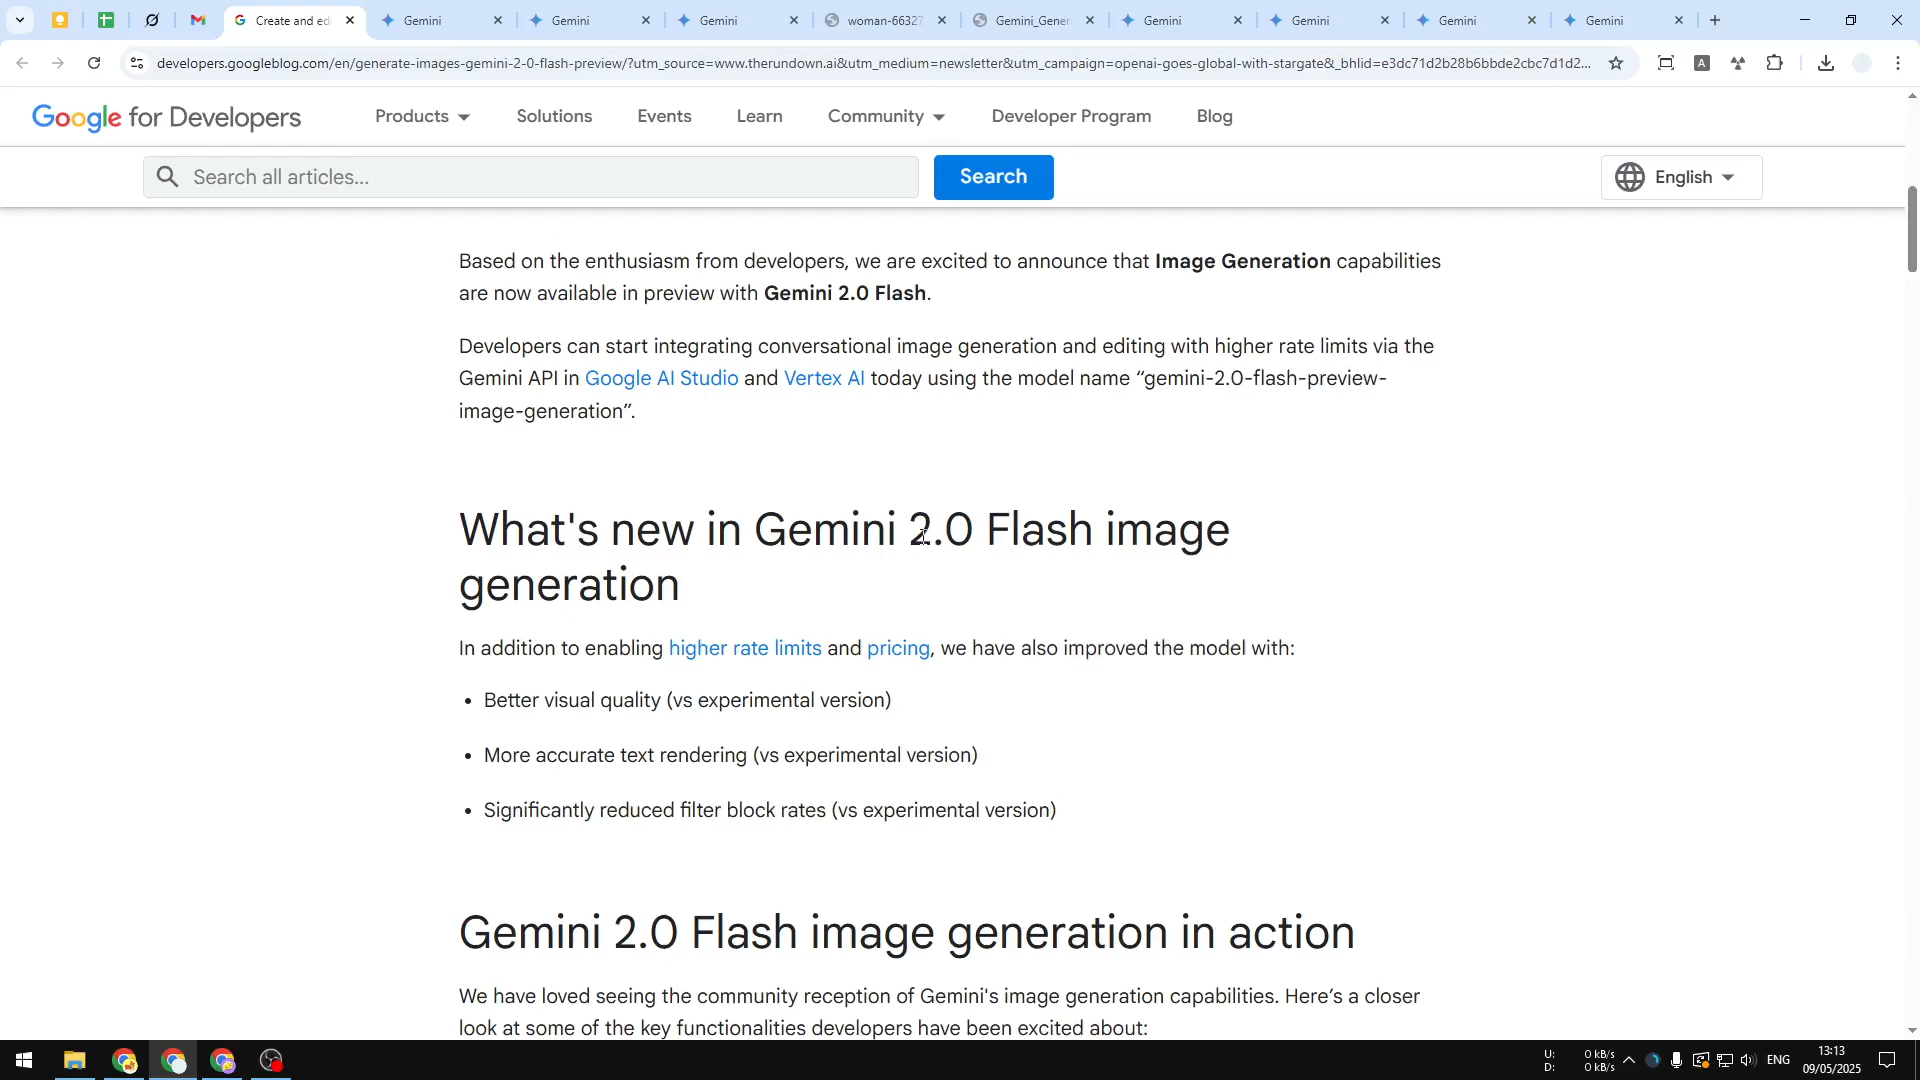 Create and edi
Gemini
Gemini
Gemini
woman-66327
Gemini_Gener
Gemini
Gemini
Gemini
Gemini
developers.googleblog.com/en/generate-images-gemini-2-0-flash-preview/?utm_source=www.therundown.ai&utm_medium=newsletter&utm_campaign=openai-goes-global-with-stargate&_bhlid=e3dc71d2b28b6bbde2cbc7d1d2...
A
Google for Developers
Products
Solutions
Events
Learn
Community
Developer Program
Blog
Search all articles...
Search
English
Based on the enthusiasm from developers, we are excited to announce that Image Generation capabilities
are now available in preview with Gemini 2.0 Flash.
Developers can start integrating conversational image generation and editing with higher rate limits via the
Gemini API in Google AI Studio and Vertex AI today using the model name “gemini-2.0-flash-preview-
image-generation”.
What's new in Gemini 2.0 Flash image
generation
In addition to enabling higher rate limits and pricing, we have also improved the model with:
• Better visual quality (vs experimental version)
• More accurate text rendering (vs experimental version)
• Significantly reduced filter block rates (vs experimental version)
Gemini 2.0 Flash image generation in action
We have loved seeing the community reception of Gemini's image generation capabilities. Here’s a closer
look at some of the key functionalities developers have been excited about:
U: 0 kB/s
D: 0 kB/s
ENG
13:13
09/05/2025